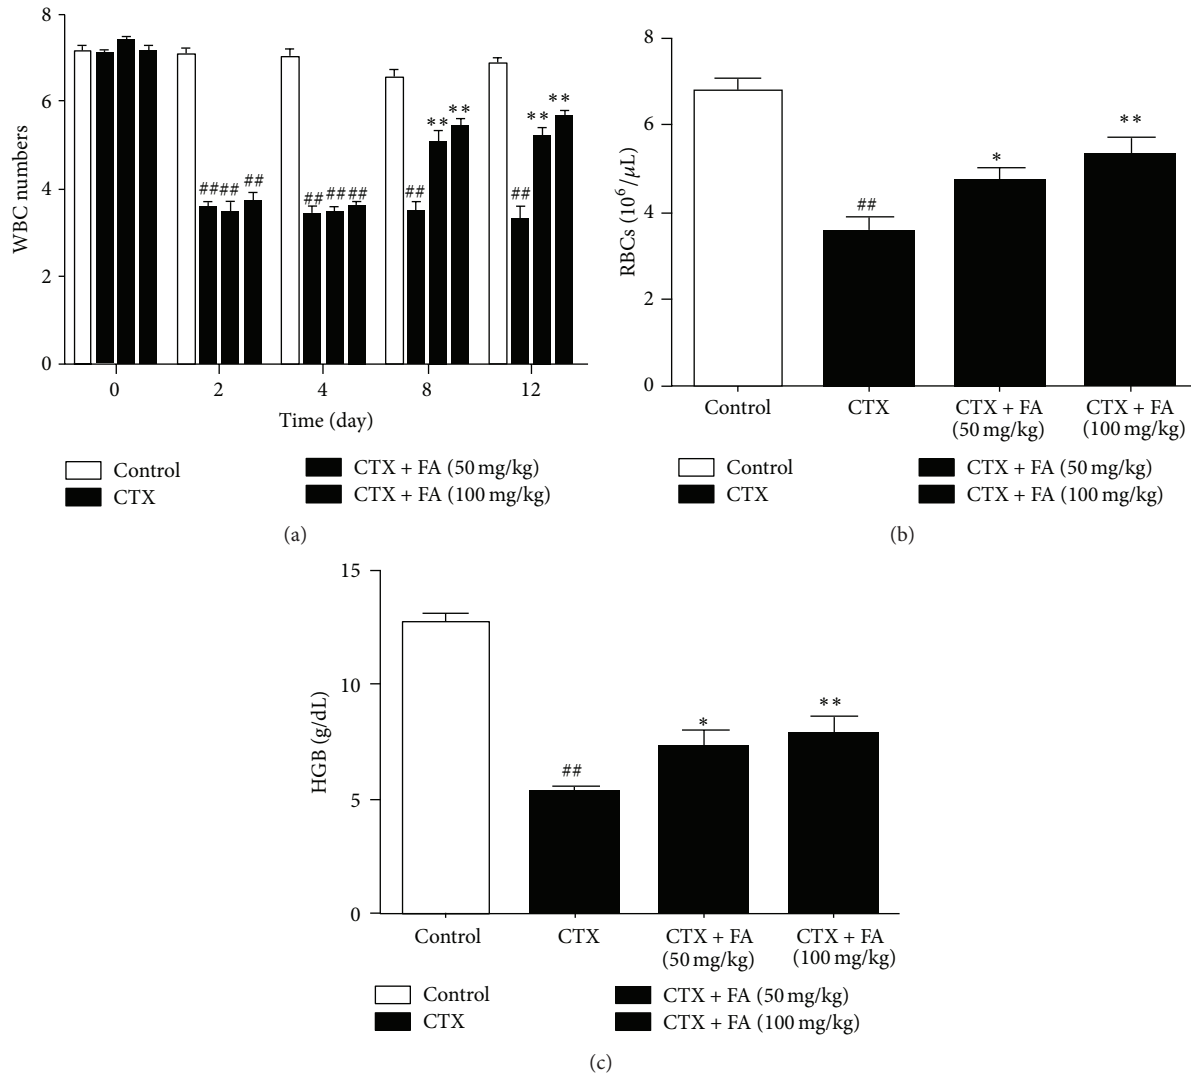 8
6
4
2
0
WBC numbers
## ## ##
## ## ##
## ** **
## ** **
0 2 4 8 12
Time (day)
Control
CTX
CTX + FA (50 mg/kg)
CTX + FA (100 mg/kg)
(a)
8
6
4
2
0
RBCs (10⁶/μL)
##
*
**
Control CTX CTX + FA CTX + FA
(50 mg/kg) (100 mg/kg)
Control
CTX
CTX + FA (50 mg/kg)
CTX + FA (100 mg/kg)
(b)
15
10
5
0
HGB (g/dL)
##
*
**
Control CTX CTX + FA CTX + FA
(50 mg/kg) (100 mg/kg)
Control
CTX
CTX + FA (50 mg/kg)
CTX + FA (100 mg/kg)
(c)